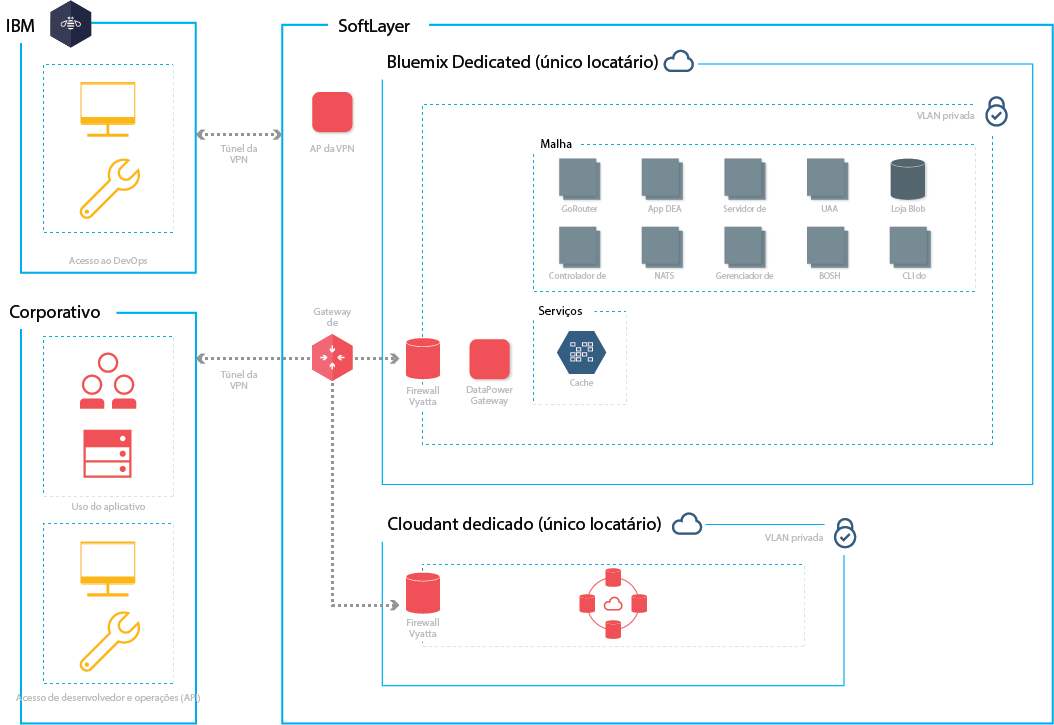 IBM
SoftLayer
Bluemix Dedicated (único locatário)
VLAN privada
Malha
Túnel da
VPN
AP da VPN
GoRouter
App DEA
Servidor de
UAA
Loja Blob
Acesso ao DevOps
Controlador de
NATS
Gerenciador de
BOSH
CLI do
Corporativo
Gateway
de
Serviços
Túnel da
VPN
Firewall
Vyatta
DataPower
Gateway
Cache
Uso do aplicativo
Cloudant dedicado (único locatário)
VLAN privada
Firewall
Vyatta
Acesso de desenvolvedor e operações (API)